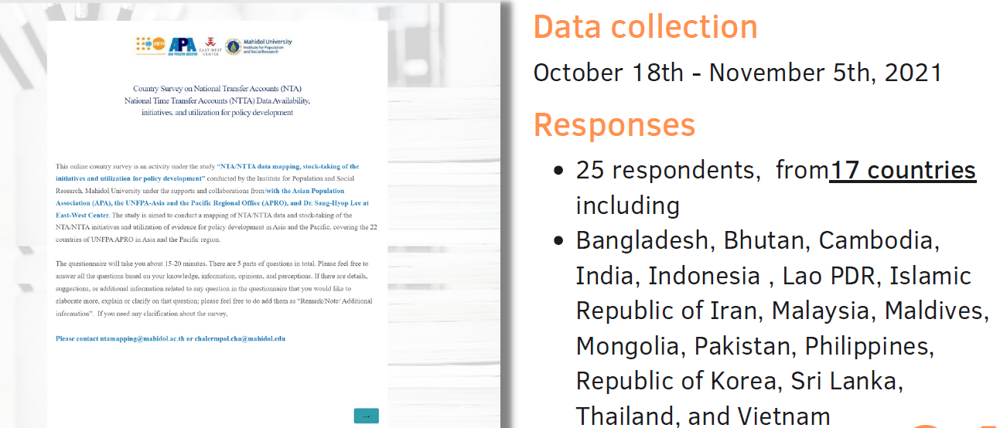 UNFPA
APA
ASIAN POPULATION ASSOCIATION
EAST-WEST
CENTER
Mahidol University
Institute for Population
and Social Research
Country Survey on National Transfer Accounts (NTA)
National Time Transfer Accounts (NTTA) Data Availability,
initiatives, and utilization for policy development
This online country survey is an activity under the study “NTA/NTTA data mapping, stock-taking of the
initiatives and utilization for policy development” conducted by the Institute for Population and Social
Research, Mahidol University under the supports and collaborations from/with the Asian Population
Association (APA), the UNFPA-Asia and the Pacific Regional Office (APRO), and Dr. Sang-Hyop Lee at
East-West Center. The study is aimed to conduct a mapping of NTA/NTTA data and stock-taking of the
NTA/NTTA initiatives and utilization of evidence for policy development in Asia and the Pacific, covering the 22
countries of UNFPA APRO in Asia and the Pacific region.
The questionnaire will take you about 15-20 minutes. There are 5 parts of questions in total. Please feel free to
answer all the questions based on your knowledge, information, opinions, and perceptions. If there are details,
suggestions, or additional information related to any question in the questionnaire that you would like to
elaborate more, explain or clarify on that question; please feel free to do add them as “Remark/Note/ Additional
information”. If you need any clarification about the survey,
Please contact ntamapping@mahidol.ac.th or chalermpol.cha@mahidol.edu
→
Data collection
October 18th - November 5th, 2021
Responses
• 25 respondents, from17 countries
including
• Bangladesh, Bhutan, Cambodia,
India, Indonesia , Lao PDR, Islamic
Republic of Iran, Malaysia, Maldives,
Mongolia, Pakistan, Philippines,
Republic of Korea, Sri Lanka,
Thailand, and Vietnam